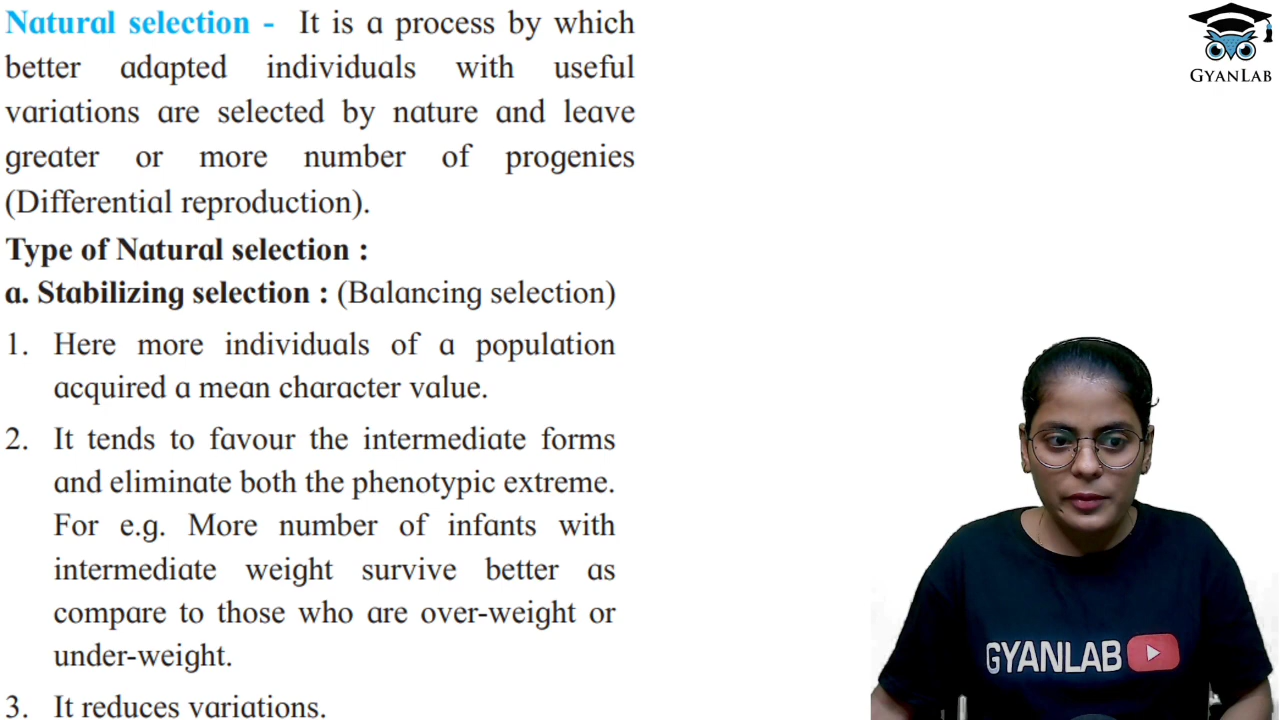 Natural selection - It is a process by which
better adapted individuals with useful
variations are selected by nature and leave
greater or more number of progenies
(Differential reproduction).
Type of Natural selection :
a. Stabilizing selection : (Balancing selection)
1. Here more individuals of a population
acquired a mean character value.
2. It tends to favour the intermediate forms
and eliminate both the phenotypic extreme.
For e.g. More number of infants with
intermediate weight survive better as
compare to those who are over-weight or
under-weight.
3. It reduces variations.
GYANLAB
GYANLAB